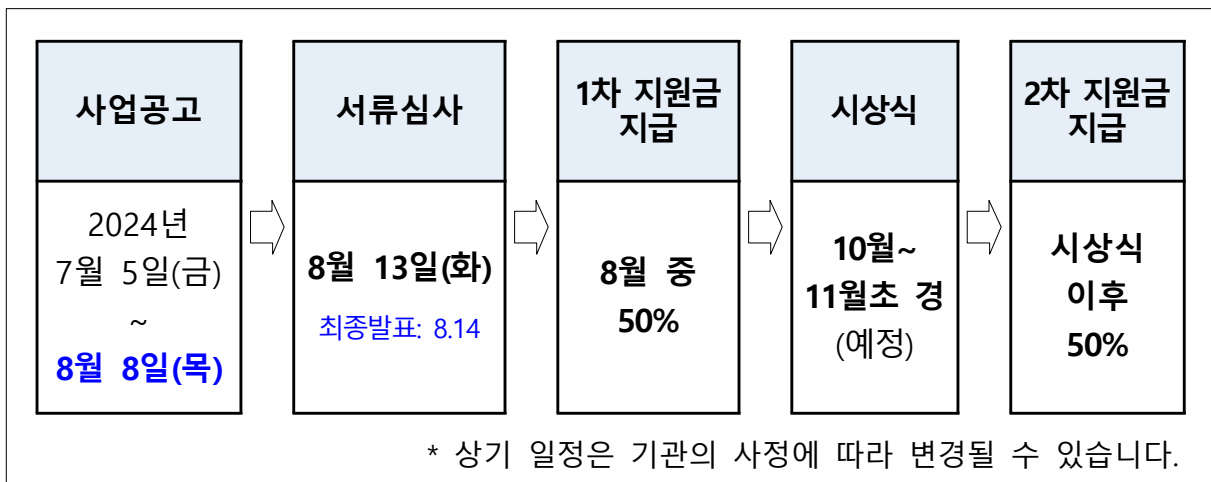 사업공고
2024년
7월 5일(금)
~
8월 8일(목)
서류심사
8월 13일(화)
최종발표: 8.14
1차 지원금
지급
8월 중
50%
시상식
10월~
11월초 경
(예정)
2차 지원금
지급
시상식
이후
50%
* 상기 일정은 기관의 사정에 따라 변경될 수 있습니다.